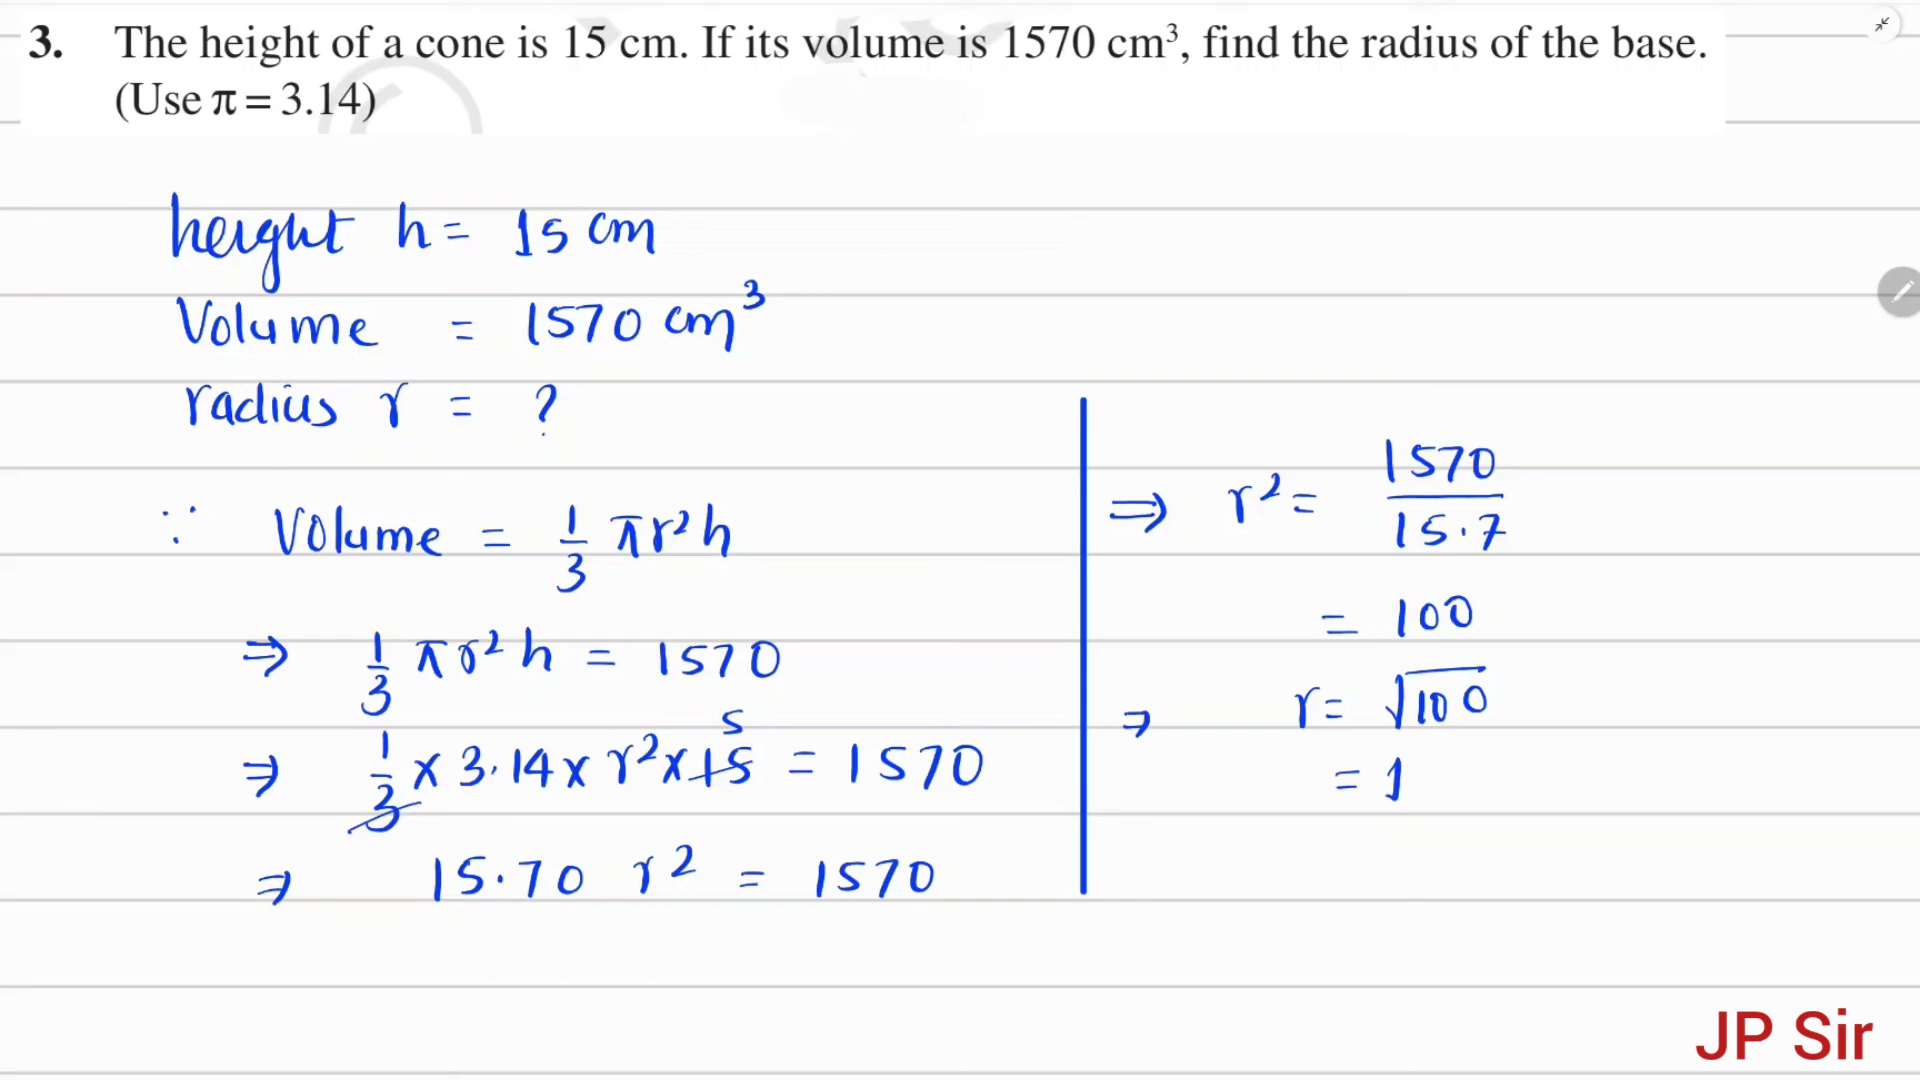 3. The height of a cone is 15 cm. If its volume is 1570 cm³, find the radius of the base.
(Use π = 3.14)
height h = 15 cm
Volume = 1570 cm³
radius r = ?
∵ Volume = 1/3 πr²h
⇒ 1/3 πr²h = 1570
5
⇒ 1/3 × 3.14 × r² × 15 = 1570
⇒ 15.70 r² = 1570
⇒ r² = 1570/15.7
= 100
⇒ r = √100
= 1
JP Sir